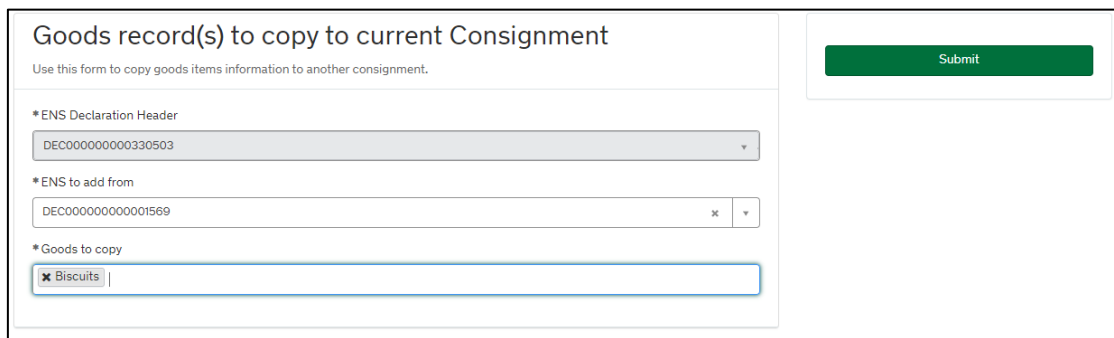 Goods record(s) to copy to current Consignment
Use this form to copy goods items information to another consignment.
Submit
*ENS Declaration Header
DEC000000000330503
*ENS to add from
DEC000000000001569
*Goods to copy
✖ Biscuits